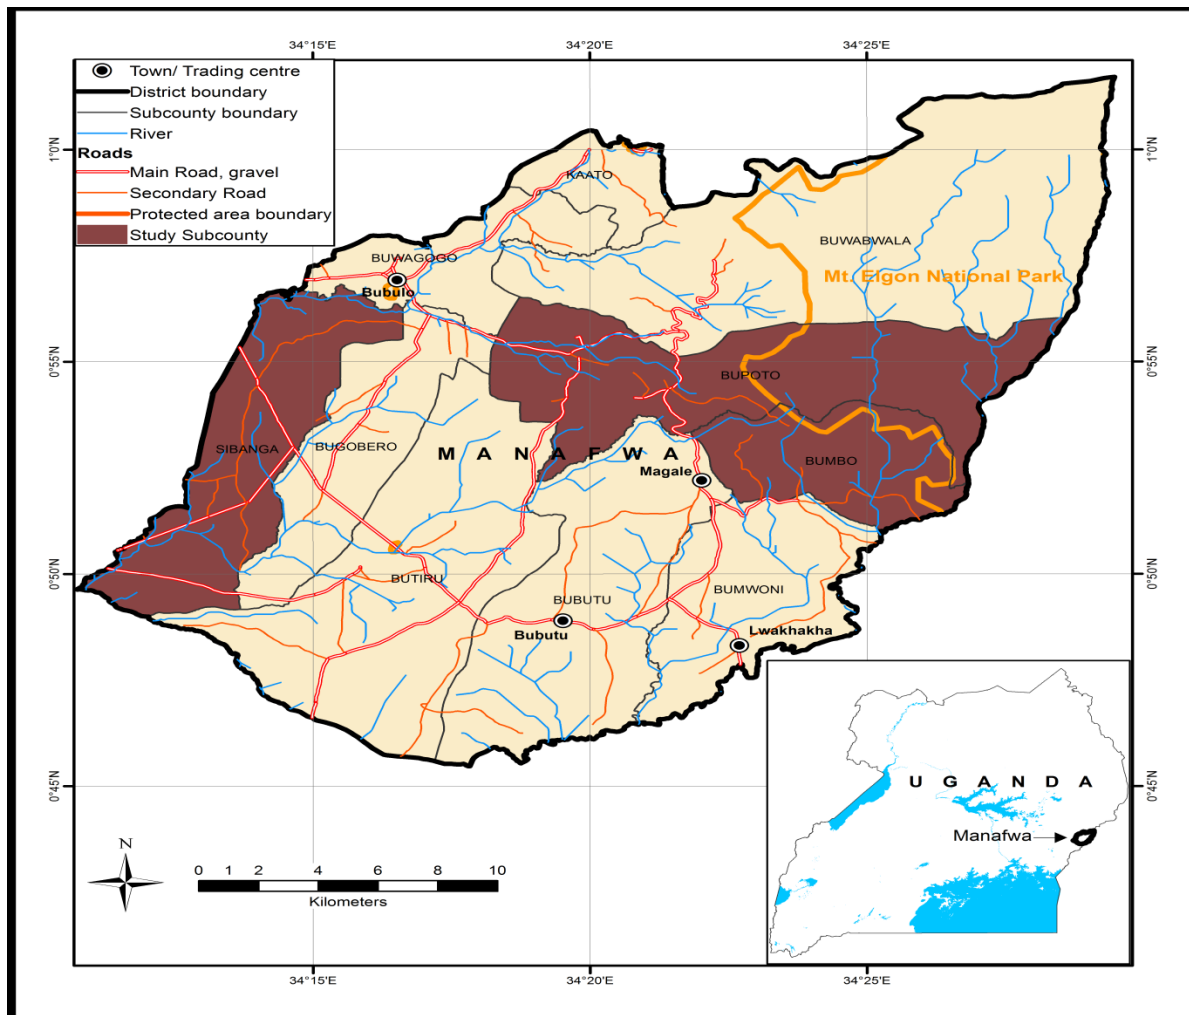 34°15'E 34°20'E 34°25'E
Town/ Trading centre
District boundary
Subcounty boundary
River
Roads
Main Road, gravel
Secondary Road
Protected area boundary
Study Subcounty
1°0'N 1°0'N
KAATO
BUWABWALA
BUWAGOGO
Mt. Elgon National Park
Bubulo
0°55'N 0°55'N
BUPOTO
SIBANGA
BUGOBERO
M A N A F W A
BUMBO
Magale
0°50'N 0°50'N
BUTIRU
BUBUTU
BUMWONI
Bubutu
Lwakhakha
0°45'N 0°45'N
U G A N D A
Manafwa
N
0 1 2 4 6 8 10
Kilometers
34°15'E 34°20'E 34°25'E